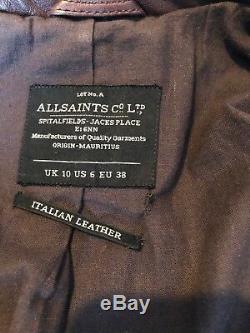 LOT NO. A
ALLSAINTS CO LTD
SPITALFIELDS - JACKS PLACE
E:6NN
Manufacturers of Quality Garments
ORIGIN-MAURITIUS
UK 10 US 6 EU 38
ITALIAN LEATHER